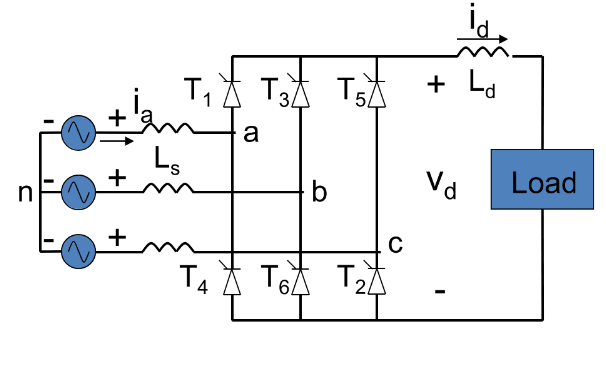 i_d
T_1 T_3 T_5 + L_d
- + i_a a
L_s
n - + b v_d Load
- + c
T_4 T_6 T_2 -